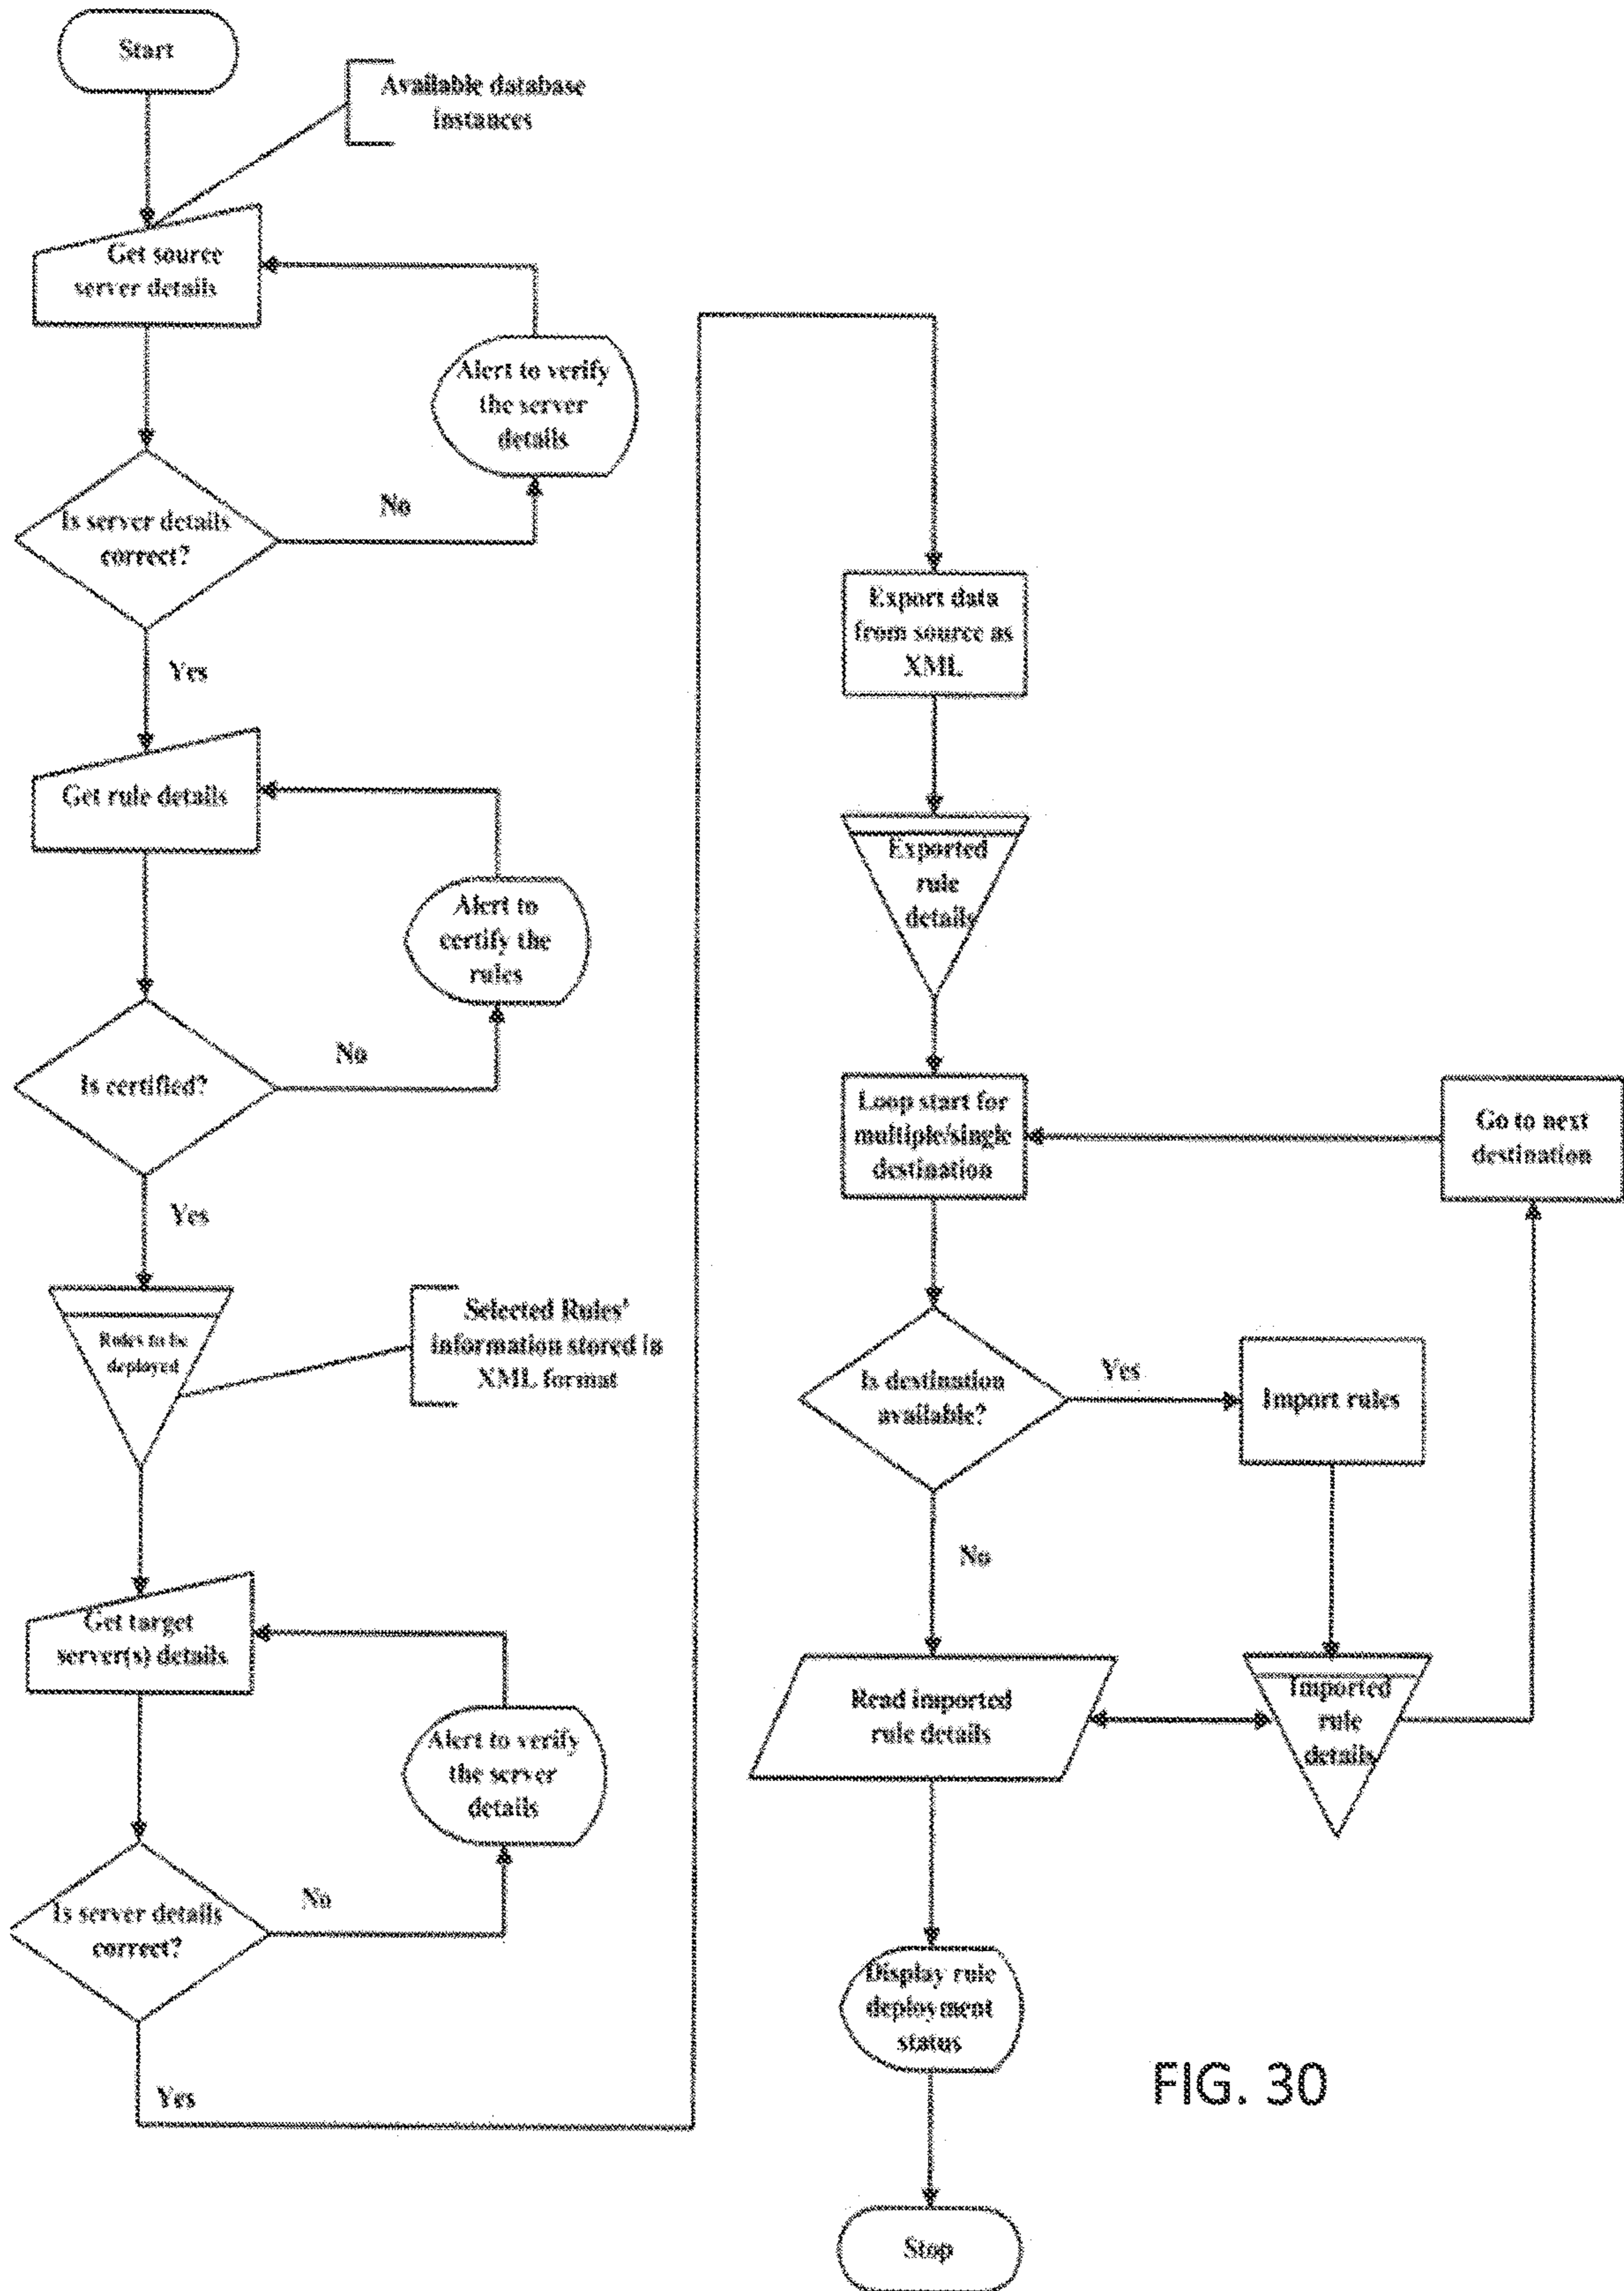 Start
Available database
instances
Get source
server details
Alert to verify
the server
details
Is server details
correct?
No
Yes
Get rule details
Alert to
certify the
rules
Is certified?
No
Yes
Rules to be
deployed
Selected Rules'
information stored in
XML format
Get target
server(s) details
Alert to verify
the server
details
Is server details
correct?
No
Yes
Export data
from source as
XML
Exported
rule
details
Loop start for
multiple/single
destination
Go to next
destination
Is destination
available?
Yes
Import rules
No
Read imported
rule details
Imported
rule
details
Display rule
deployment
status
Stop
FIG. 30